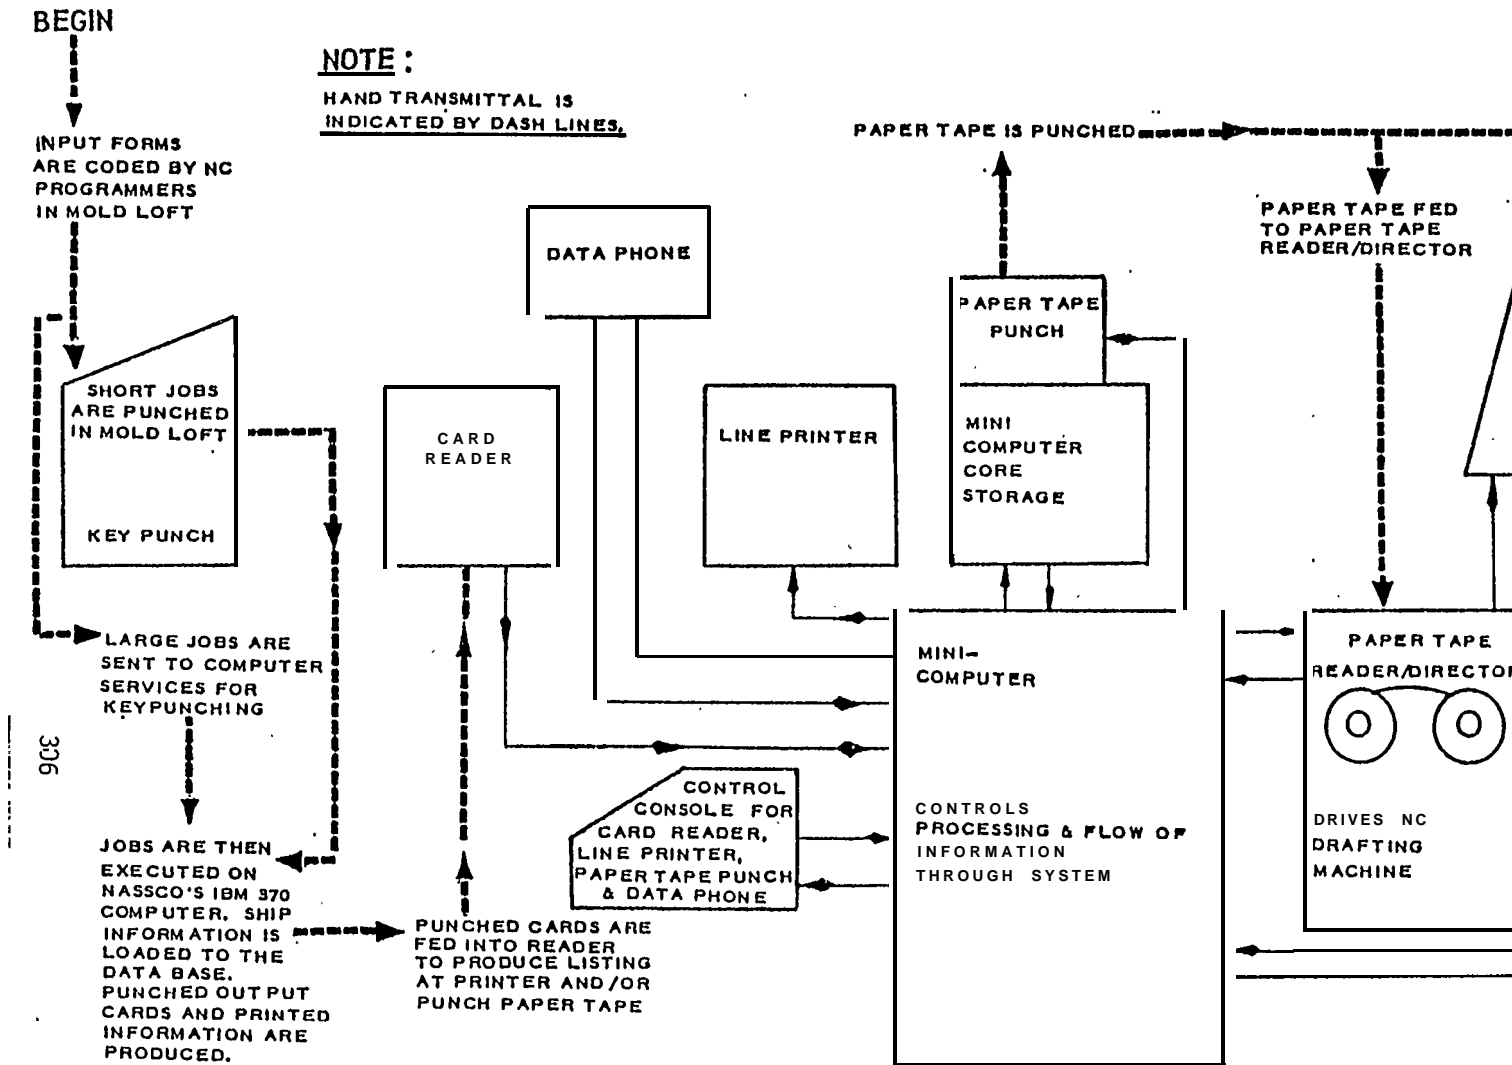 BEGIN
NOTE :
HAND TRANSMITTAL IS
INDICATED BY DASH LINES.
INPUT FORMS
ARE CODED BY NC
PROGRAMMERS
IN MOLD LOFT
SHORT JOBS
ARE PUNCHED
IN MOLD LOFT
KEY PUNCH
LARGE JOBS ARE
SENT TO COMPUTER
SERVICES FOR
KEYPUNCHING
306
JOBS ARE THEN
EXECUTED ON
NASSCO'S IBM 370
COMPUTER. SHIP
INFORMATION IS
LOADED TO THE
DATA BASE.
PUNCHED OUTPUT
CARDS AND PRINTED
INFORMATION ARE
PRODUCED.
PUNCHED CARDS ARE
FED INTO READER
TO PRODUCE LISTING
AT PRINTER AND/OR
PUNCH PAPER TAPE
CARD
READER
DATA PHONE
LINE PRINTER
CONTROL
CONSOLE FOR
CARD READER,
LINE PRINTER,
PAPER TAPE PUNCH
& DATA PHONE
PAPER TAPE IS PUNCHED
PAPER TAPE
PUNCH
MINI
COMPUTER
CORE
STORAGE
MINI-
COMPUTER
CONTROLS
PROCESSING & FLOW OF
INFORMATION
THROUGH SYSTEM
PAPER TAPE FED
TO PAPER TAPE
READER/DIRECTOR
PAPER TAPE
READER/DIRECTOR
DRIVES NC
DRAFTING
MACHINE